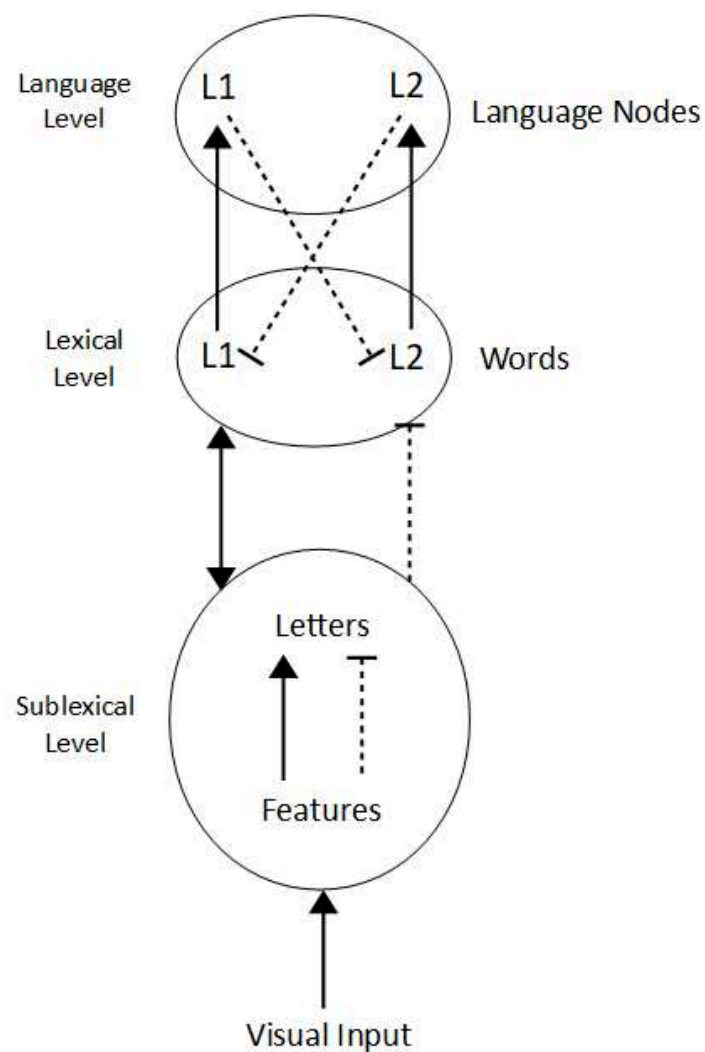 Language
Level
L1
L2
Language Nodes
Lexical
Level
L1
L2
Words
Letters
Sublexical
Level
Features
Visual Input